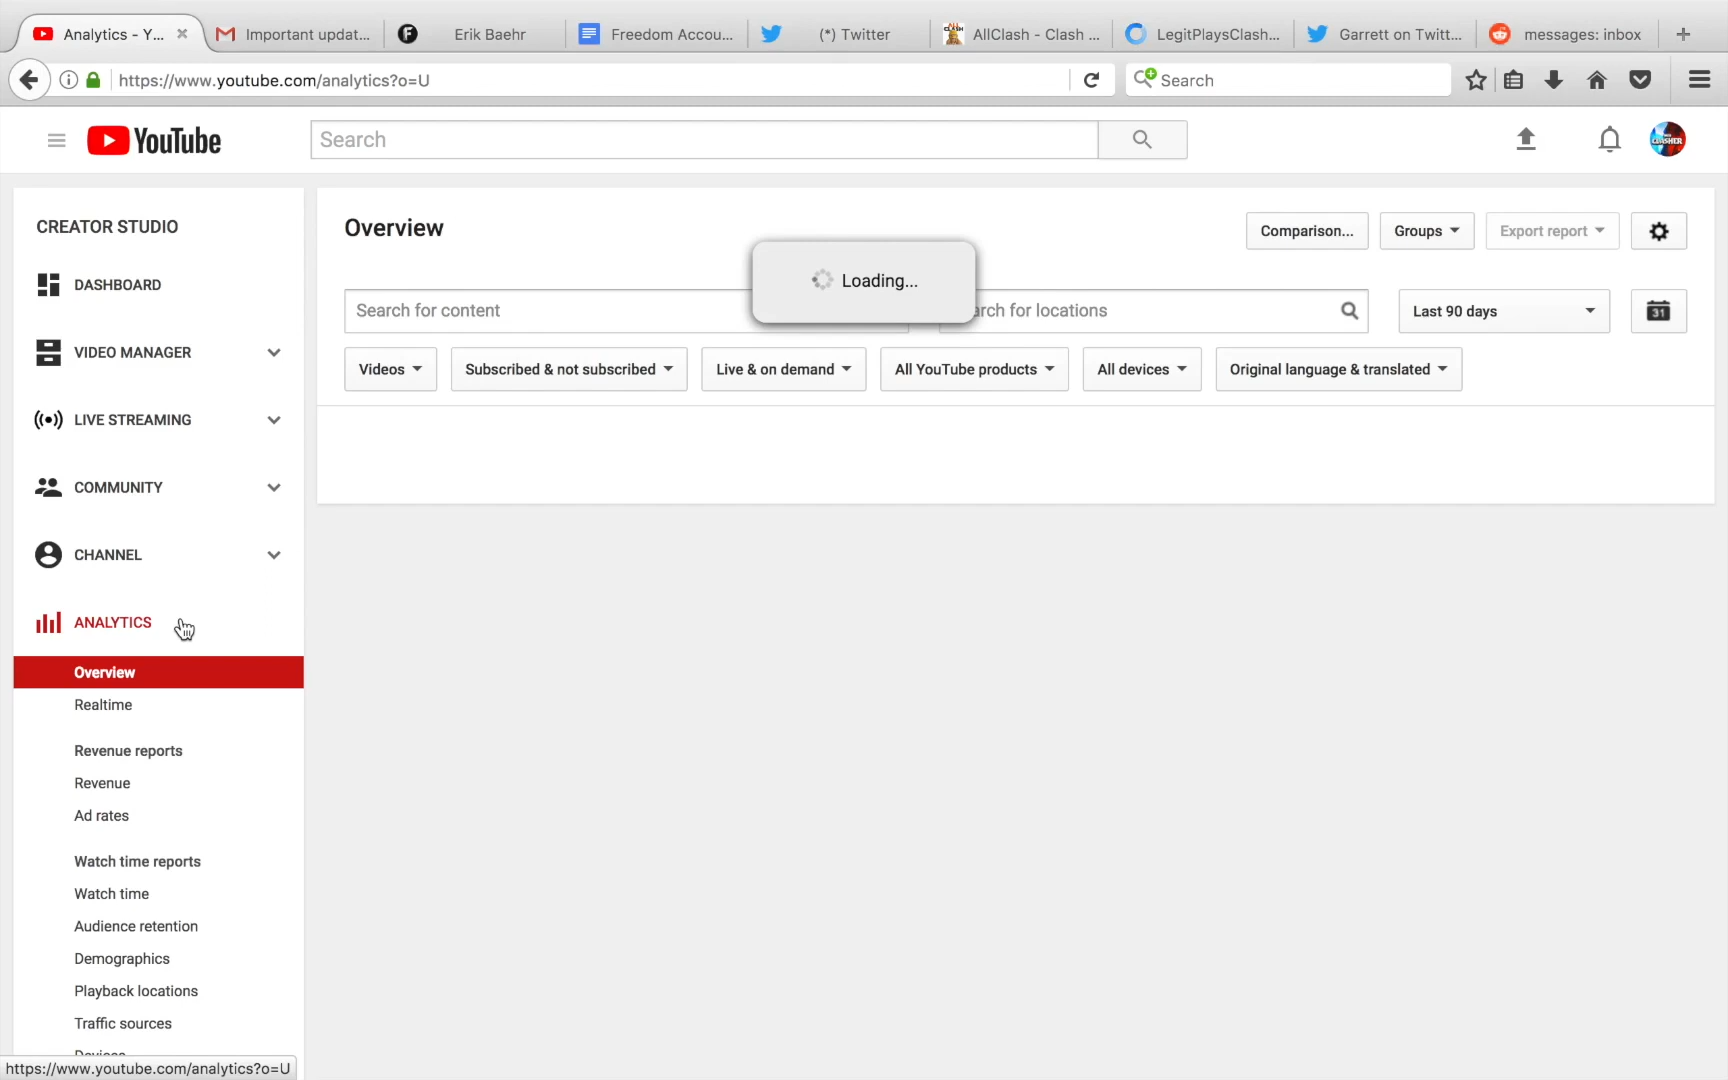 Analytics - Y...
Important updat...
Erik Baehr
Freedom Accou...
(*) Twitter
AllClash - Clash ...
LegitPlaysClash...
Garrett on Twitt...
messages: inbox
https://www.youtube.com/analytics?o=U
Search
YouTube
Search
CREATOR STUDIO
DASHBOARD
VIDEO MANAGER
LIVE STREAMING
COMMUNITY
CHANNEL
ANALYTICS
Overview
Realtime
Revenue reports
Revenue
Ad rates
Watch time reports
Watch time
Audience retention
Demographics
Playback locations
Traffic sources
Devices
https://www.youtube.com/analytics?o=U
Overview
Comparison...
Groups
Export report
Loading...
Search for content
rch for locations
Last 90 days
31
Videos
Subscribed & not subscribed
Live & on demand
All YouTube products
All devices
Original language & translated